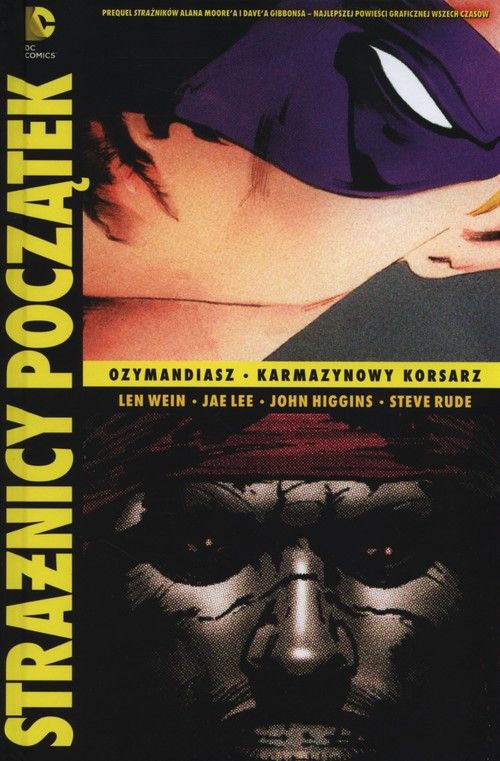 DC
COMICS™
PREQUEL STRAŻNIKÓW ALANA MOORE'A I DAVE'A GIBBONSA – NAJLEPSZEJ POWIEŚCI GRAFICZNEJ WSZECH CZASÓW
STRAŻNICY POCZĄTEK
OZYMANDIASZ • KARMAZYNOWY KORSARZ
LEN WEIN • JAE LEE • JOHN HIGGINS • STEVE RUDE